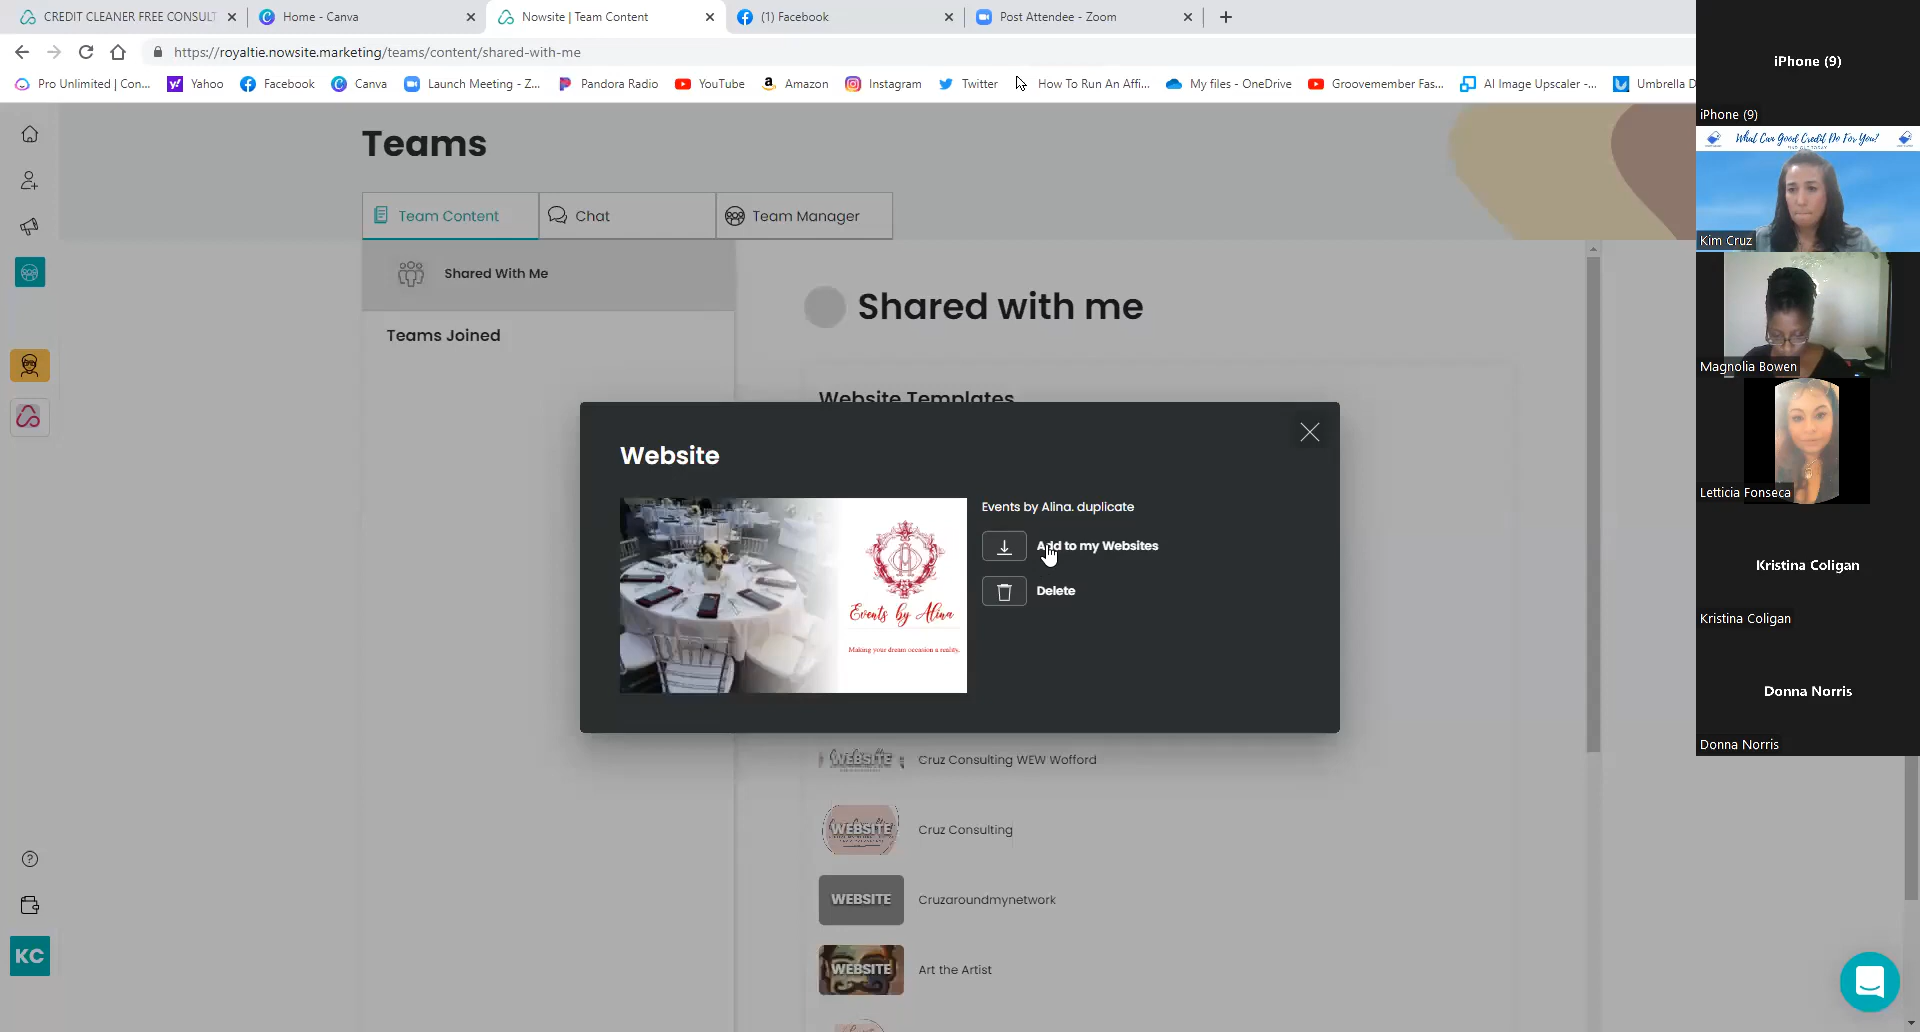 CREDIT CLEANER FREE CONSULT
Home - Canva
Nowsite | Team Content
(1) Facebook
Post Attendee - Zoom
https://royaltie.nowsite.marketing/teams/content/shared-with-me
Pro Unlimited | Con...
Yahoo
Facebook
Canva
Launch Meeting - Z...
Pandora Radio
YouTube
Amazon
Instagram
Twitter
How To Run An Affi...
My files - OneDrive
Groovemember Fas...
AI Image Upscaler -...
Umbrella D
Teams
Team Content
Chat
Team Manager
Shared With Me
Teams Joined
Shared with me
Website Templates
Website
Events by Alina
Making your dream occasion a reality.
Events by Alina. duplicate
Add to my Websites
Delete
WEBSITE
Cruz Consulting WEW Wofford
WEBSITE
Cruz Consulting
WEBSITE
Cruzaroundmynetwork
WEBSITE
Art the Artist
KC
iPhone (9)
iPhone (9)
What Can Good Credit Do For You?
Kim Cruz
Magnolia Bowen
Letticia Fonseca
Kristina Coligan
Kristina Coligan
Donna Norris
Donna Norris